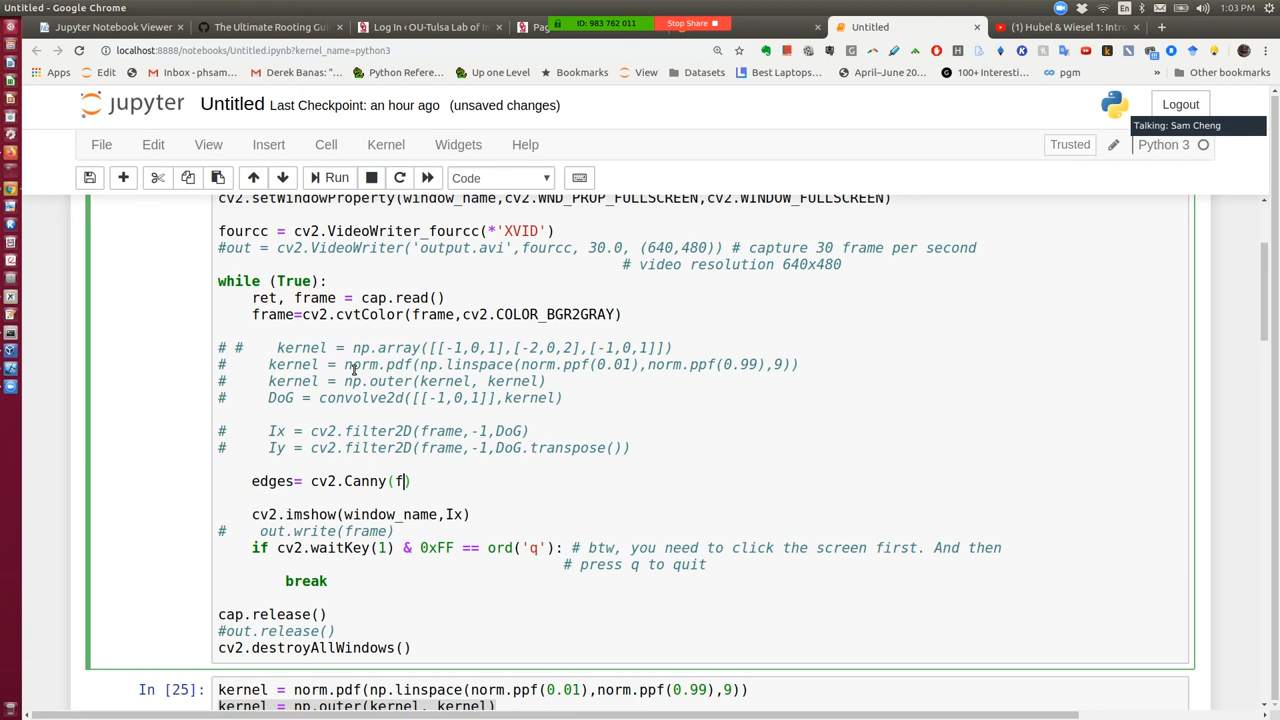 Untitled - Google Chrome
En
1:03 PM
Jupyter Notebook Viewer
The Ultimate Rooting Gui
Log In ‹ OU-Tulsa Lab of In
ID: 983 762 011
Stop Share
Untitled
(1) Hubel & Wiesel 1: Intro
localhost:8888/notebooks/Untitled.ipynb?kernel_name=python3
Apps
Edit
Inbox - phsam...
Derek Banas: "...
Python Refere...
Up one Level
Bookmarks
View
Datasets
Best Laptops...
April–June 20...
100+ Interesti...
pgm
»
Other bookmarks
jupyter
Untitled Last Checkpoint: an hour ago (unsaved changes)
Logout
Talking: Sam Cheng
File Edit View Insert Cell Kernel Widgets Help
Trusted
Python 3
Run
Code
cv2.setWindowProperty(window_name,cv2.WND_PROP_FULLSCREEN,cv2.WINDOW_FULLSCREEN)
fourcc = cv2.VideoWriter_fourcc(*'XVID')
#out = cv2.VideoWriter('output.avi',fourcc, 30.0, (640,480)) # capture 30 frame per second
# video resolution 640x480
while (True):
ret, frame = cap.read()
frame=cv2.cvtColor(frame,cv2.COLOR_BGR2GRAY)
# # kernel = np.array([[-1,0,1],[-2,0,2],[-1,0,1]])
# kernel = norm.pdf(np.linspace(norm.ppf(0.01),norm.ppf(0.99),9))
# kernel = np.outer(kernel, kernel)
# DoG = convolve2d([[-1,0,1]],kernel)
# Ix = cv2.filter2D(frame,-1,DoG)
# Iy = cv2.filter2D(frame,-1,DoG.transpose())
edges= cv2.Canny(f)
cv2.imshow(window_name,Ix)
# out.write(frame)
if cv2.waitKey(1) & 0xFF == ord('q'): # btw, you need to click the screen first. And then
# press q to quit
break
cap.release()
#out.release()
cv2.destroyAllWindows()
In [25]: kernel = norm.pdf(np.linspace(norm.ppf(0.01),norm.ppf(0.99),9))
kernel = np.outer(kernel, kernel)